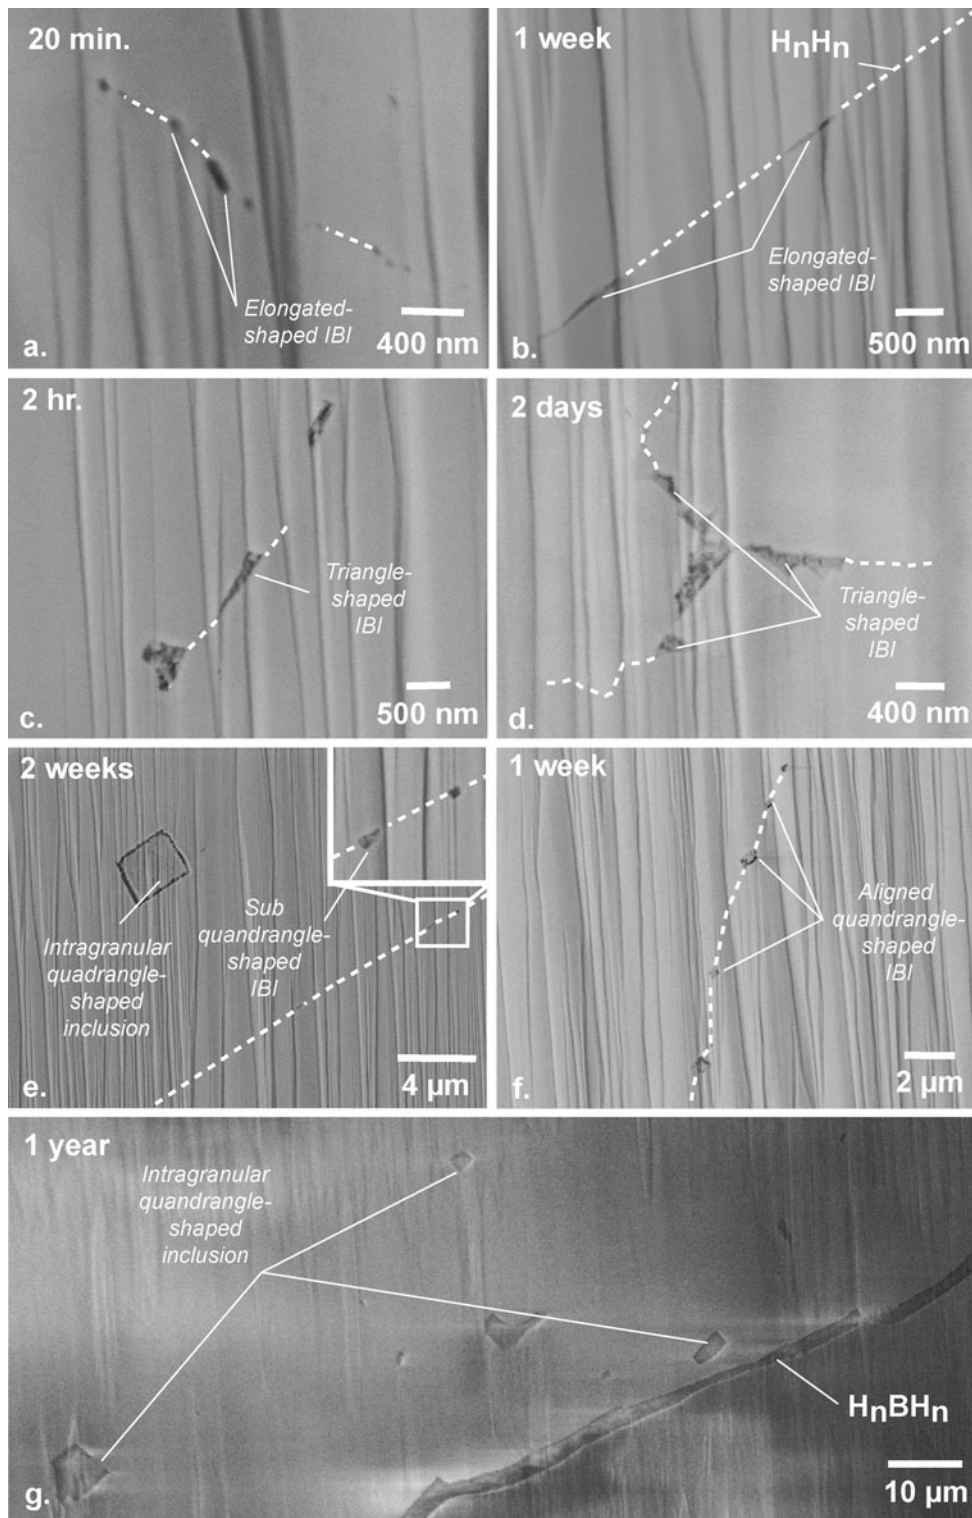 20 min.
Elongated-
shaped IBI
400 nm
a.
1 week
HnHn
Elongated-
shaped IBI
500 nm
b.
2 hr.
Triangle-
shaped
IBI
500 nm
c.
2 days
Triangle-
shaped
IBI
400 nm
d.
2 weeks
Intragranular
quadrangle-
shaped
inclusion
Sub
quandrangle-
shaped
IBI
4 µm
e.
1 week
Aligned
quandrangle-
shaped
IBI
2 µm
f.
1 year
Intragranular
quandrangle-
shaped
inclusion
HnBHn
10 µm
g.